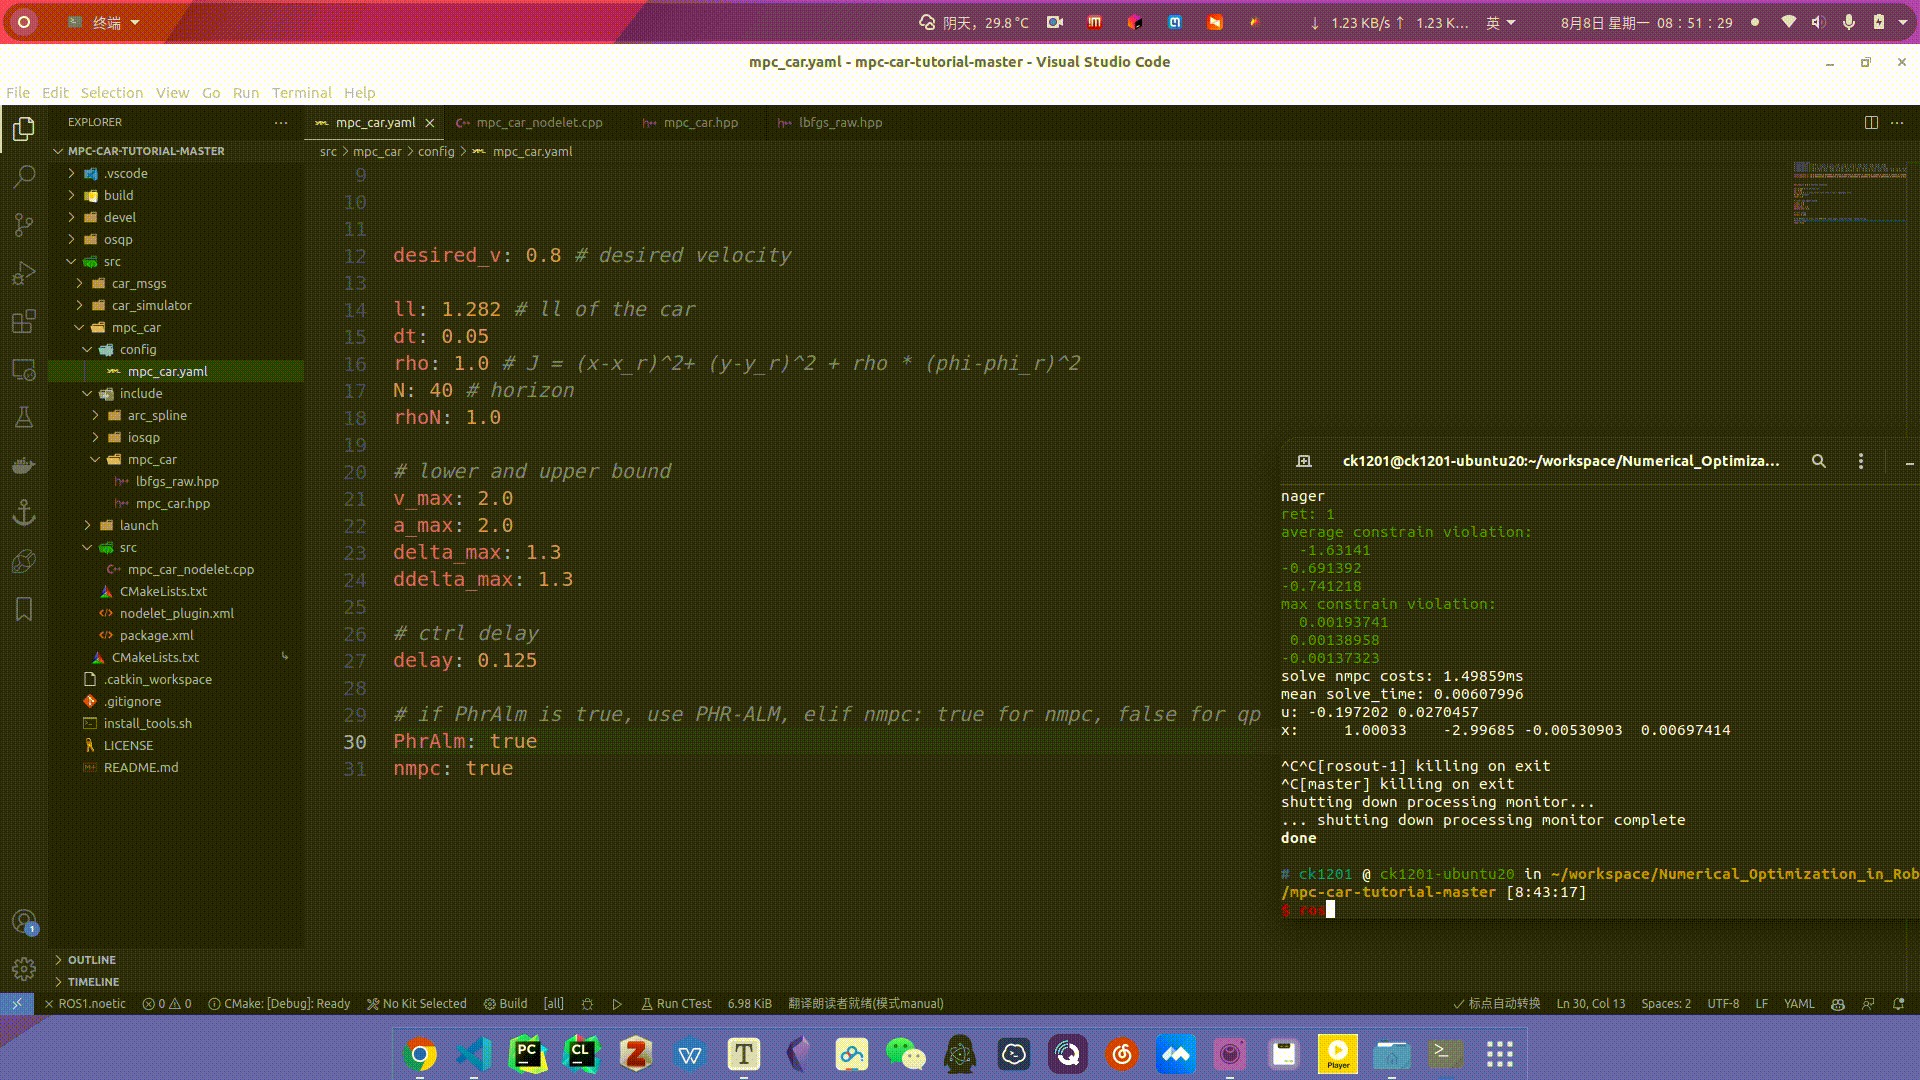 终端
阴天，29.8 °C
↓ 1.23 KB/s ↑ 1.23 K...
英
8月8日 星期一 08：51：29
mpc_car.yaml - mpc-car-tutorial-master - Visual Studio Code
File Edit Selection View Go Run Terminal Help
EXPLORER
MPC-CAR-TUTORIAL-MASTER
.vscode
build
devel
osqp
src
car_msgs
car_simulator
mpc_car
config
mpc_car.yaml
include
arc_spline
iosqp
mpc_car
lbfgs_raw.hpp
mpc_car.hpp
launch
src
mpc_car_nodelet.cpp
CMakeLists.txt
nodelet_plugin.xml
package.xml
CMakeLists.txt
.catkin_workspace
.gitignore
install_tools.sh
LICENSE
README.md
OUTLINE
TIMELINE
mpc_car.yaml mpc_car_nodelet.cpp mpc_car.hpp lbfgs_raw.hpp
src > mpc_car > config > mpc_car.yaml
9
10
11
12 desired_v: 0.8 # desired velocity
13
14 ll: 1.282 # ll of the car
15 dt: 0.05
16 rho: 1.0 # J = (x-x_r)^2+ (y-y_r)^2 + rho * (phi-phi_r)^2
17 N: 40 # horizon
18 rhoN: 1.0
19
20 # lower and upper bound
21 v_max: 2.0
22 a_max: 2.0
23 delta_max: 1.3
24 ddelta_max: 1.3
25
26 # ctrl delay
27 delay: 0.125
28
29 # if PhrAlm is true, use PHR-ALM, elif nmpc: true for nmpc, false for qp
30 PhrAlm: true
31 nmpc: true
ck1201@ck1201-ubuntu20:~/workspace/Numerical_Optimiza...
nager
ret: 1
average constrain violation:
-1.63141
-0.691392
-0.741218
max constrain violation:
0.00193741
0.00138958
-0.00137323
solve nmpc costs: 1.49859ms
mean solve_time: 0.00607996
u: -0.197202 0.0270457
x: 1.00033 -2.99685 -0.00530903 0.00697414
^C^C[rosout-1] killing on exit
^C[master] killing on exit
shutting down processing monitor...
... shutting down processing monitor complete
done
# ck1201 @ ck1201-ubuntu20 in ~/workspace/Numerical_Optimization_in_Rob
/mpc-car-tutorial-master [8:43:17]
$ ros
ROS1.noetic 0 0 CMake: [Debug]: Ready No Kit Selected Build [all] Run CTest 6.98 KiB 翻译朗读者就绪(模式manual) 标点自动转换 Ln 30, Col 13 Spaces: 2 UTF-8 LF YAML
PC CL Z W T Player